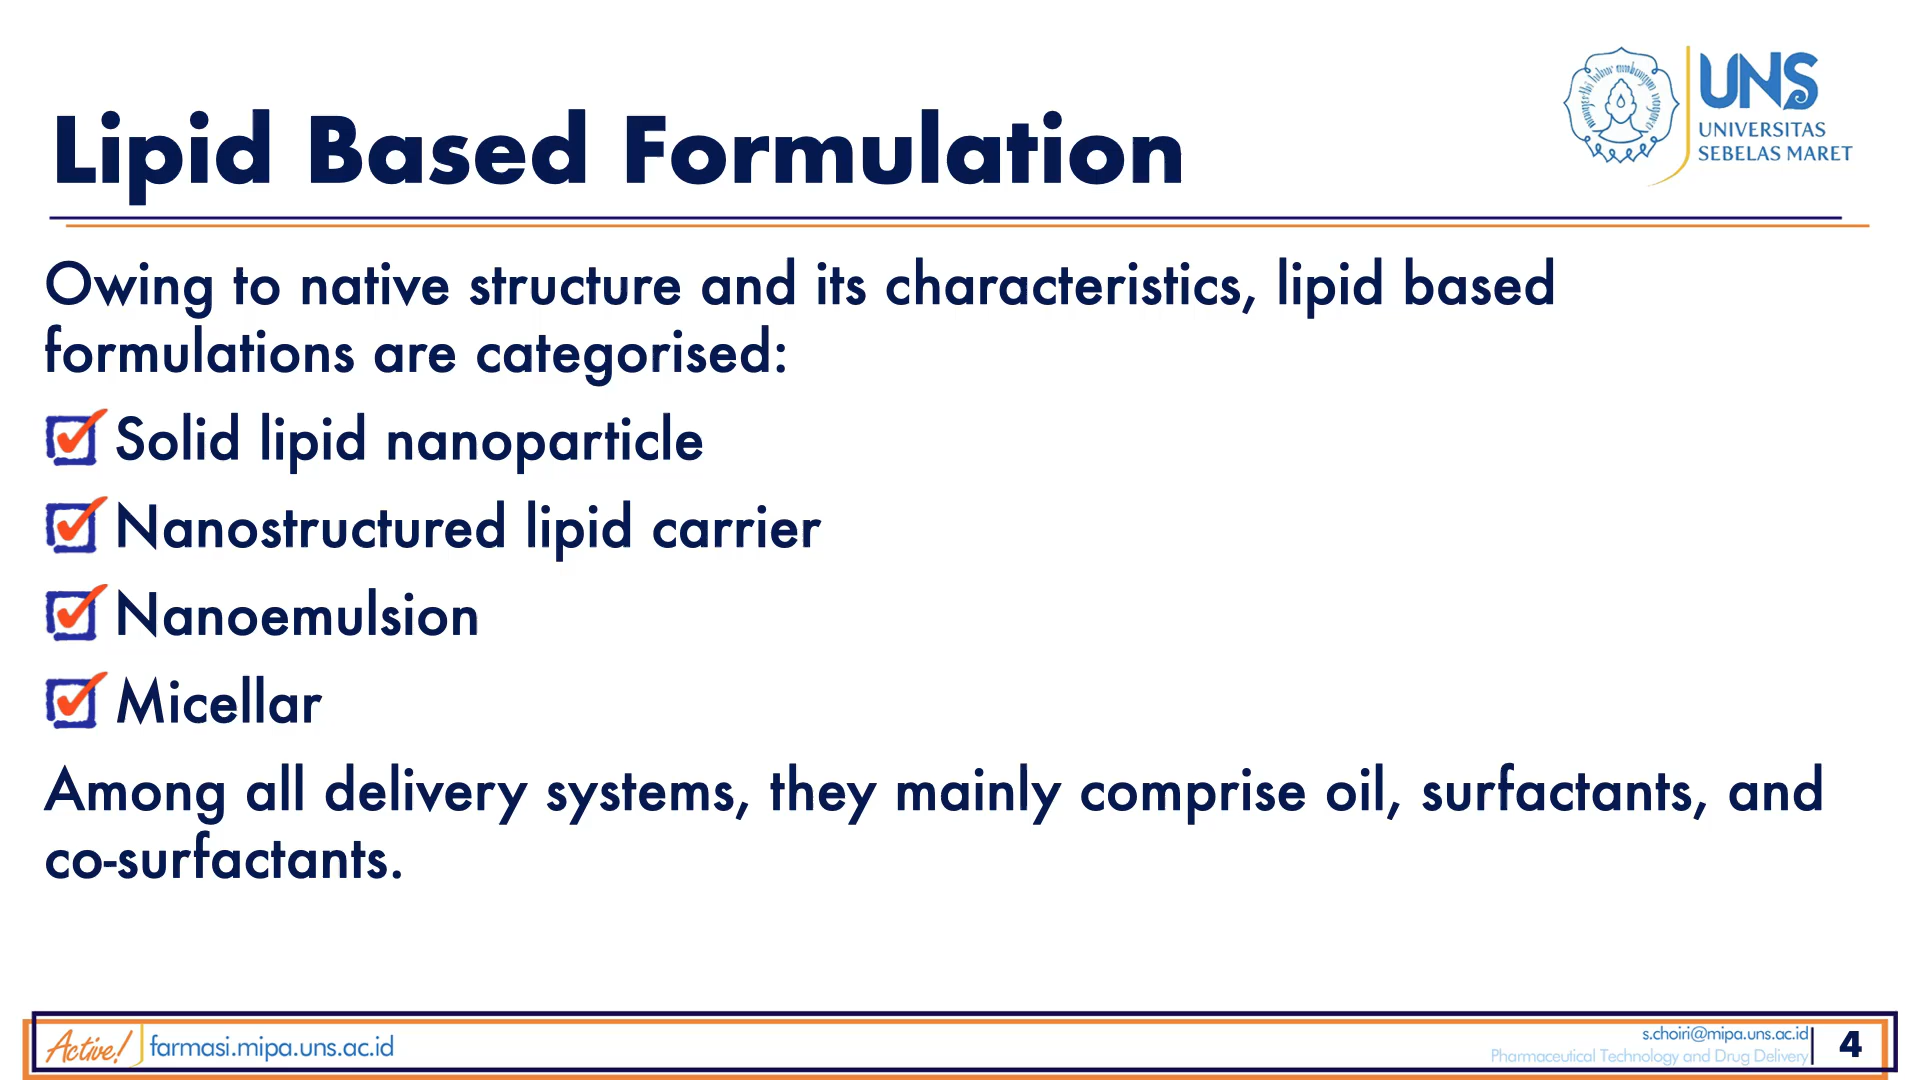 UNS
UNIVERSITAS
SEBELAS MARET
Lipid Based Formulation
Owing to native structure and its characteristics, lipid based
formulations are categorised:
Solid lipid nanoparticle
Nanostructured lipid carrier
Nanoemulsion
Micellar
Among all delivery systems, they mainly comprise oil, surfactants, and
co-surfactants.
Active!
farmasi.mipa.uns.ac.id
s.choiri@mipa.uns.ac.id
Pharmaceutical Technology and Drug Delivery
4